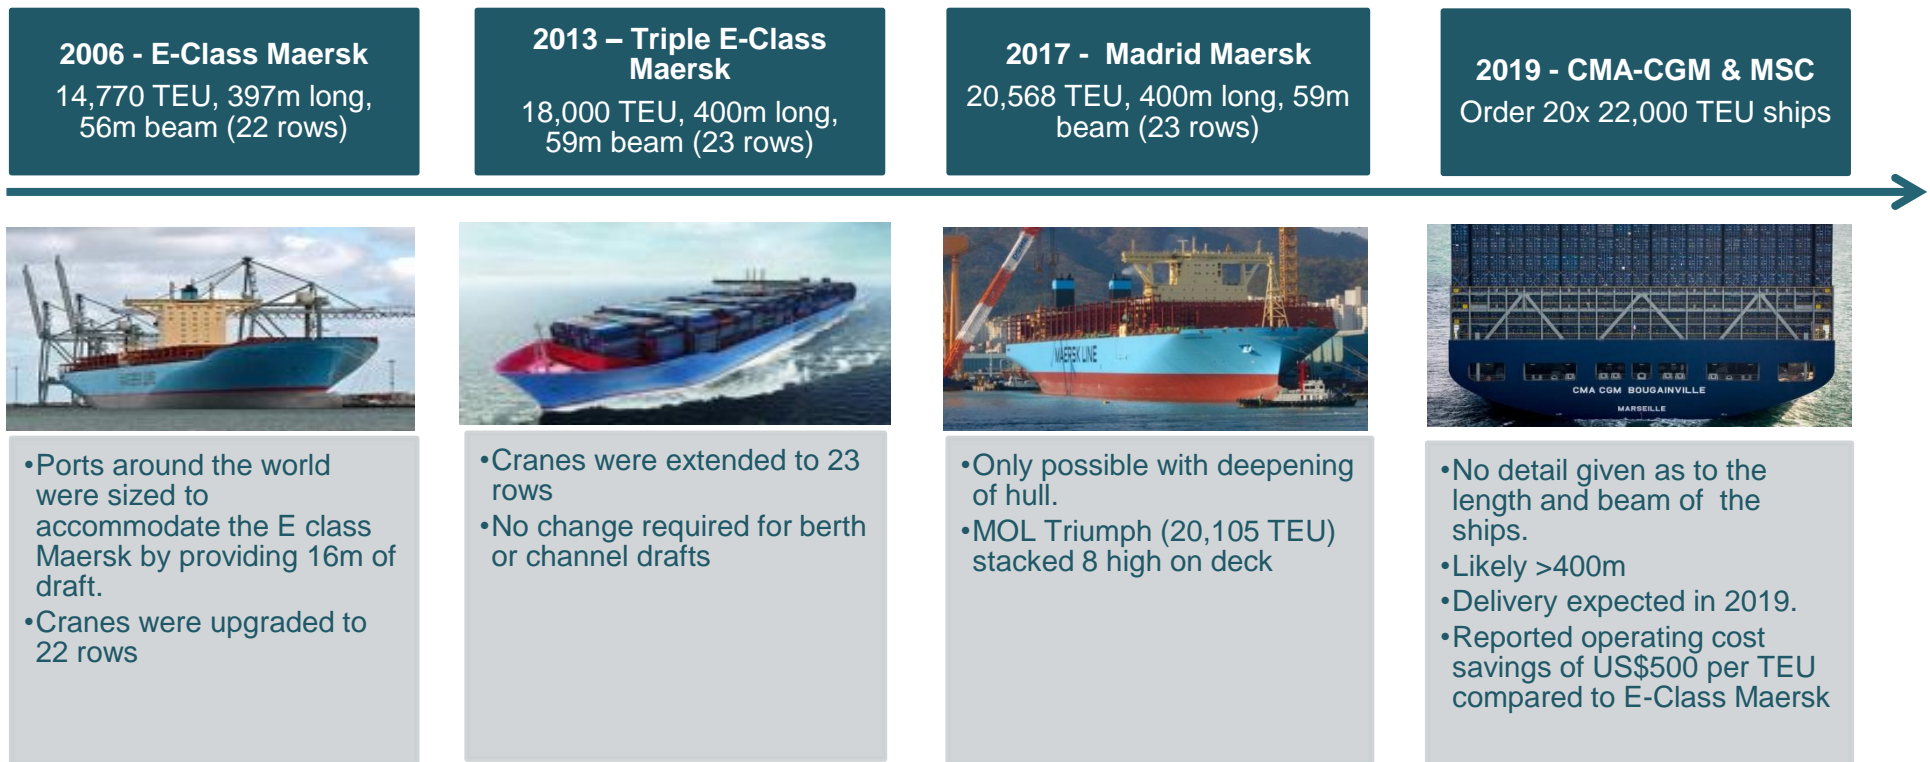 2006 - E-Class Maersk
14,770 TEU, 397m long,
56m beam (22 rows)
2013 – Triple E-Class
Maersk
18,000 TEU, 400m long,
59m beam (23 rows)
2017 -  Madrid Maersk
20,568 TEU, 400m long, 59m
beam (23 rows)
2019 - CMA-CGM & MSC
Order 20x 22,000 TEU ships
MAERSK LINE
CMA CGM BOUGAINVILLE
MARSEILLE
•Ports around the world
were sized to
accommodate the E class
Maersk by providing 16m of
draft.
•Cranes were upgraded to
22 rows
•Cranes were extended to 23
rows
•No change required for berth
or channel drafts
•Only possible with deepening
of hull.
•MOL Triumph (20,105 TEU)
stacked 8 high on deck
•No detail given as to the
length and beam of  the
ships.
•Likely >400m
•Delivery expected in 2019.
•Reported operating cost
savings of US$500 per TEU
compared to E-Class Maersk